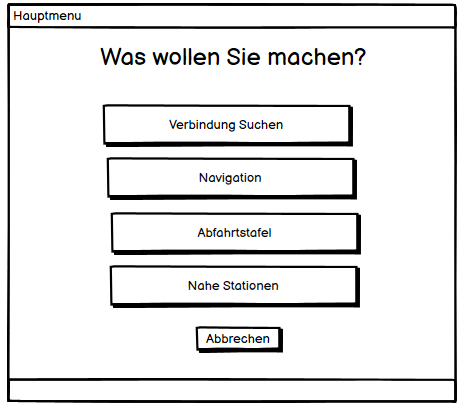 Hauptmenu
Was wollen Sie machen?
Verbindung Suchen
Navigation
Abfahrtstafel
Nahe Stationen
Abbrechen